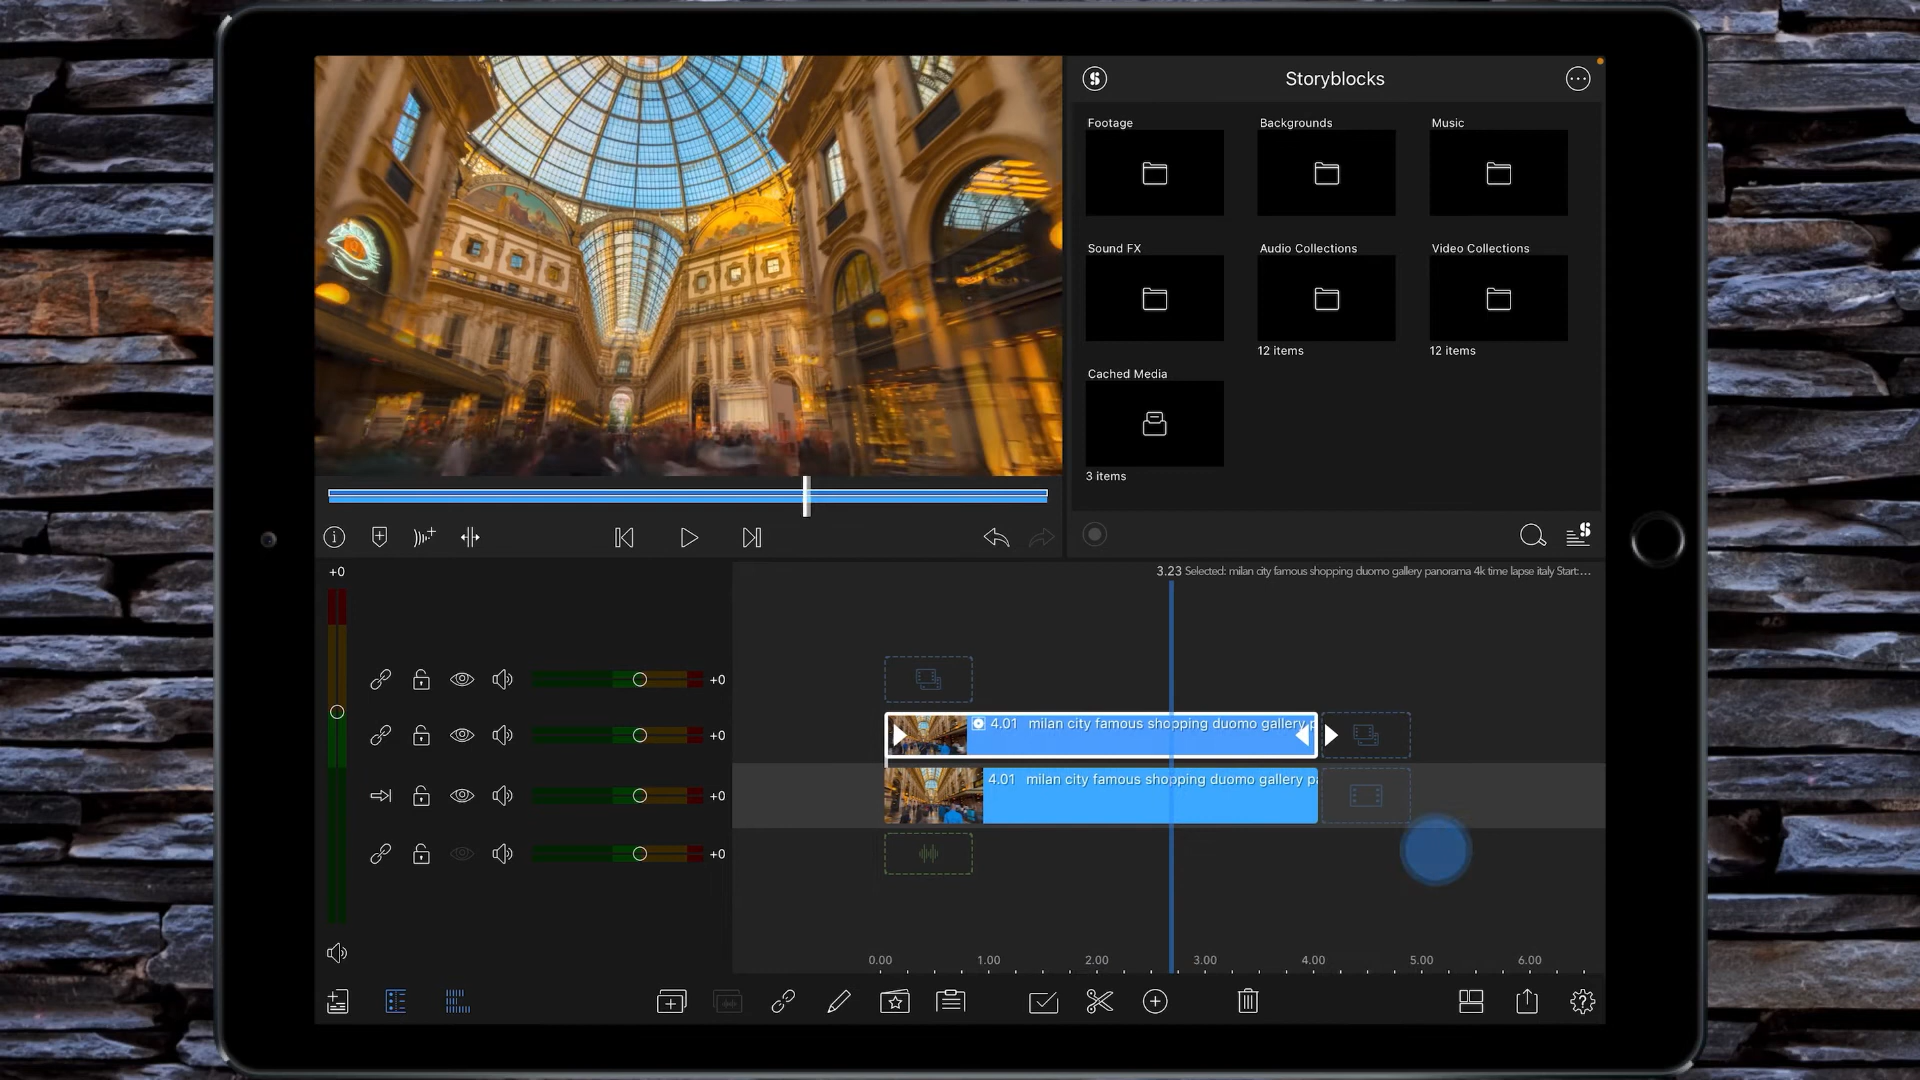 Storyblocks
Footage
Backgrounds
Music
Sound FX
Audio Collections
Video Collections
12 items
12 items
Cached Media
3 items
+0
3.23 Selected: milan city famous shopping duomo gallery panorama 4k time lapse italy Start:...
+0
4.01 milan city famous shopping duomo gallery p
+0
4.01 milan city famous shopping duomo gallery pa
+0
+0
0.00
1.00
2.00
3.00
4.00
5.00
6.00